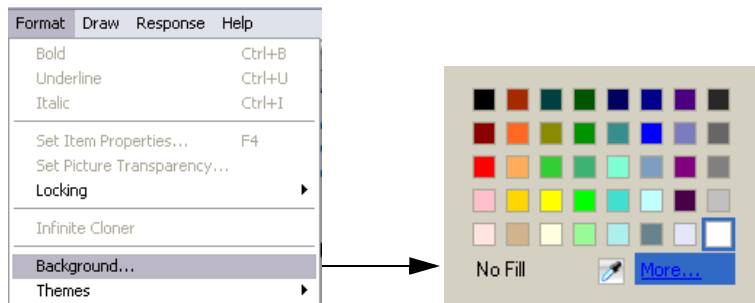 Format Draw Response Help
Bold Ctrl+B
Underline Ctrl+U
Italic Ctrl+I
Set Item Properties... F4
Set Picture Transparency...
Locking
Infinite Cloner
Background...
Themes
No Fill More...